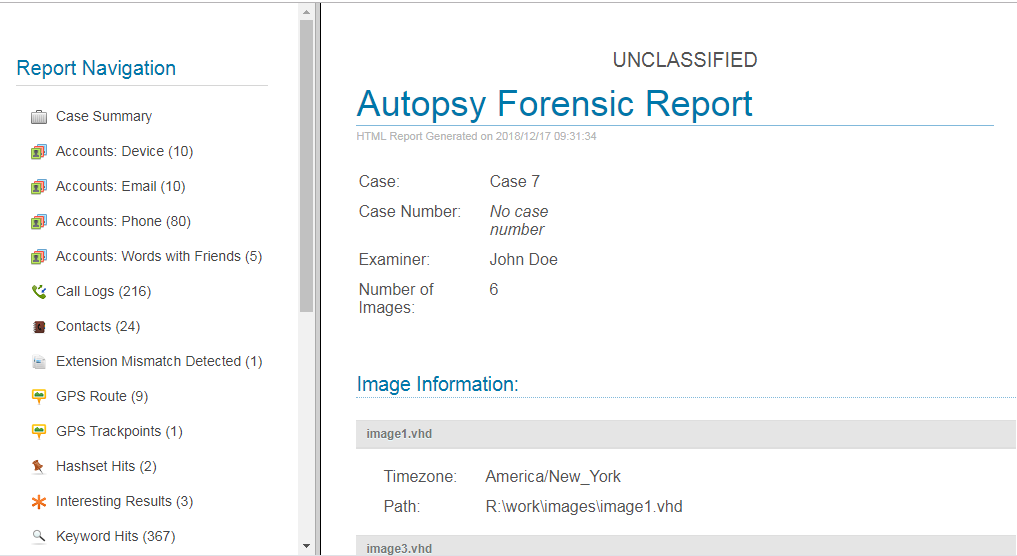 Report Navigation
Case Summary
Accounts: Device (10)
Accounts: Email (10)
Accounts: Phone (80)
Accounts: Words with Friends (5)
Call Logs (216)
Contacts (24)
Extension Mismatch Detected (1)
GPS Route (9)
GPS Trackpoints (1)
Hashset Hits (2)
Interesting Results (3)
Keyword Hits (367)
UNCLASSIFIED
Autopsy Forensic Report
HTML Report Generated on 2018/12/17 09:31:34
Case: Case 7
Case Number: No case
number
Examiner: John Doe
Number of 6
Images:
Image Information:
image1.vhd
Timezone: America/New_York
Path: R:\work\images\image1.vhd
image3.vhd